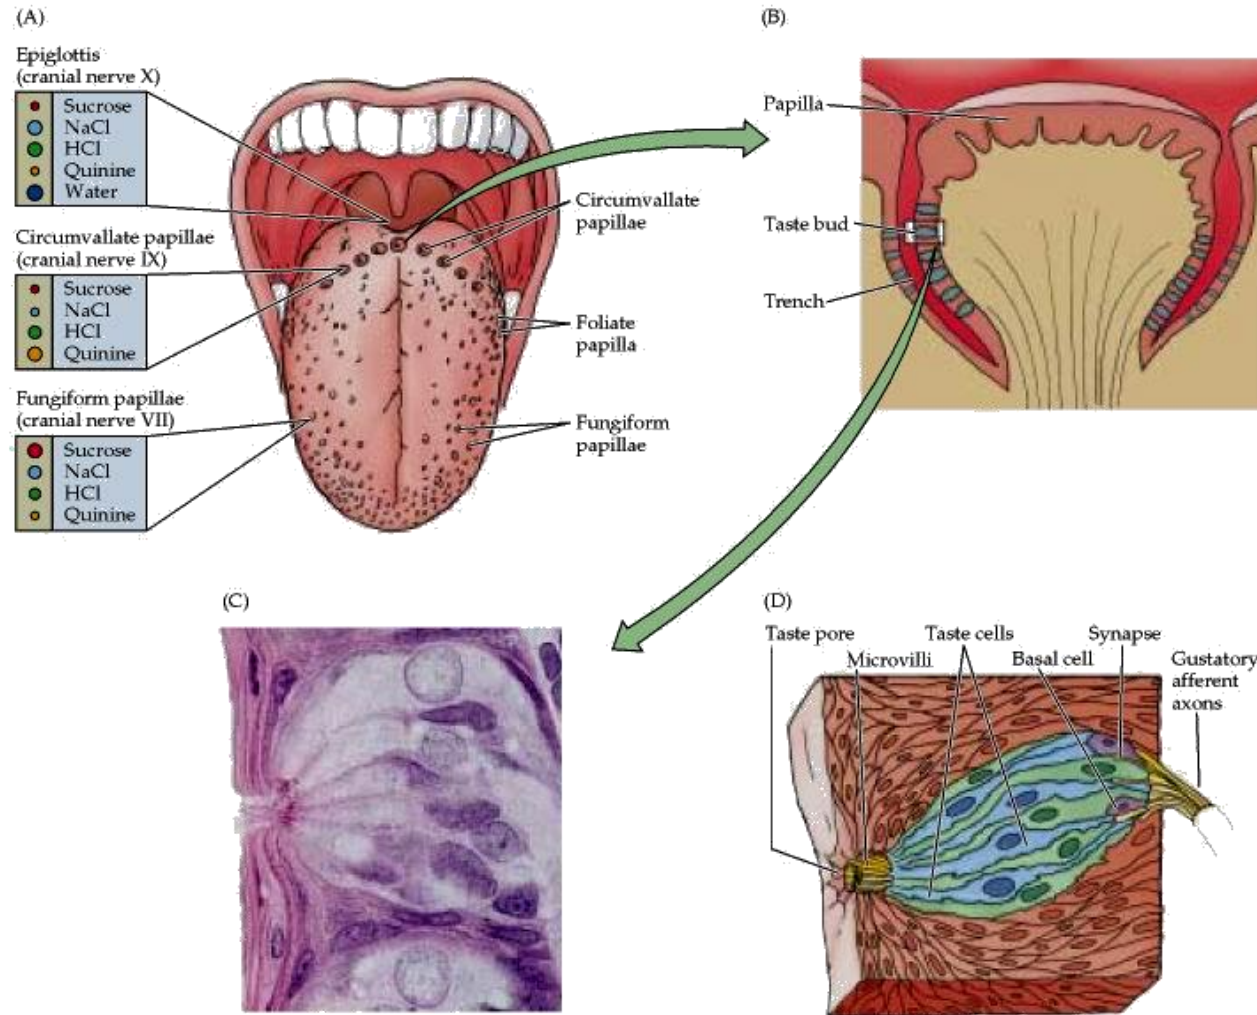 (A)
Epiglottis
(cranial nerve X)
Sucrose
NaCl
HCl
Quinine
Water
Circumvallate papillae
(cranial nerve IX)
Sucrose
NaCl
HCl
Quinine
Fungiform papillae
(cranial nerve VII)
Sucrose
NaCl
HCl
Quinine
Circumvallate
papillae
Foliate
papilla
Fungiform
papillae
(B)
Papilla
Taste bud
Trench
(C)
(D)
Taste pore
Microvilli
Taste cells
Basal cell
Synapse
Gustatory
afferent
axons